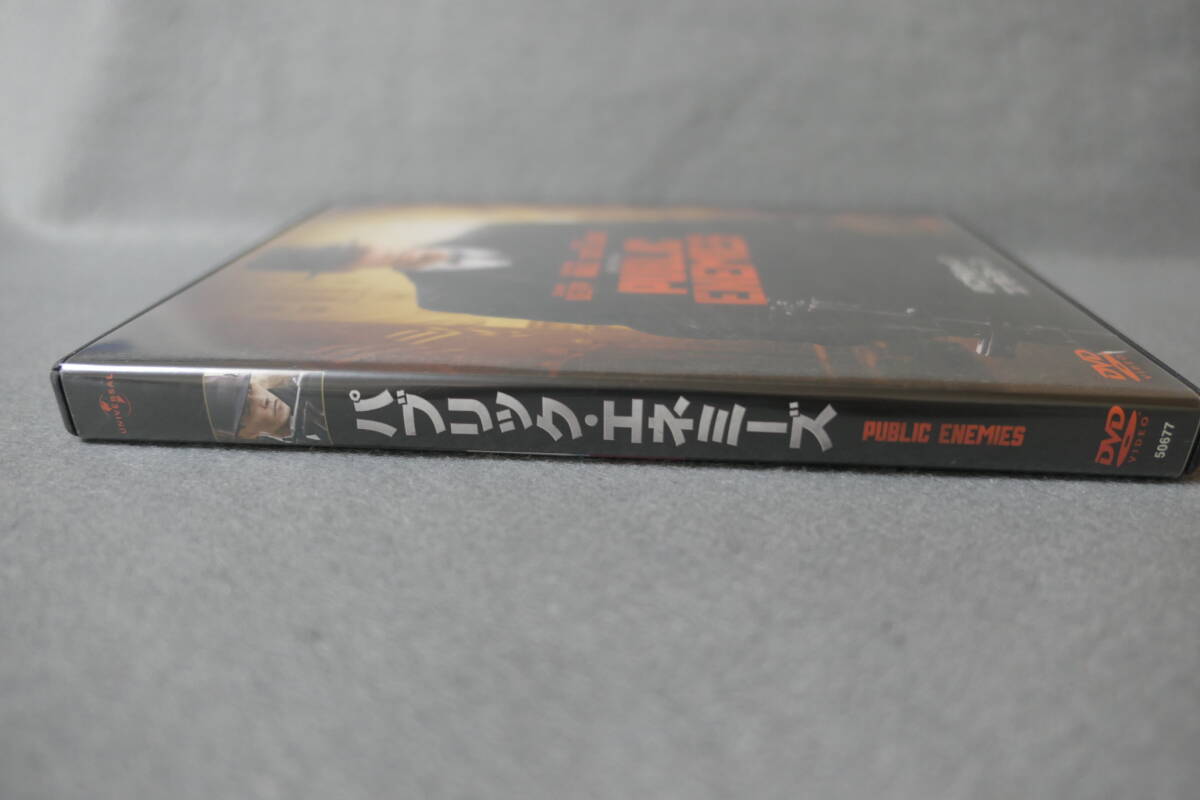 PUBLIC
ENEMIES
DVD
UNIVERSAL
パブリック・エネミーズ
PUBLIC ENEMIES
DVD
VIDEO
50677